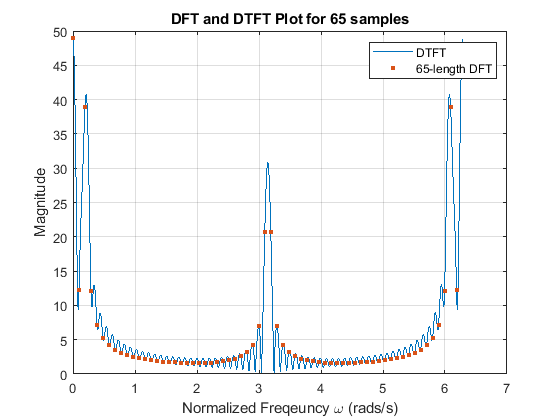 DFT and DTFT Plot for 65 samples
DTFT
65-length DFT
Magnitude
50
45
40
35
30
25
20
15
10
5
0
0 1 2 3 4 5 6 7
Normalized Freqeuncy ω (rads/s)